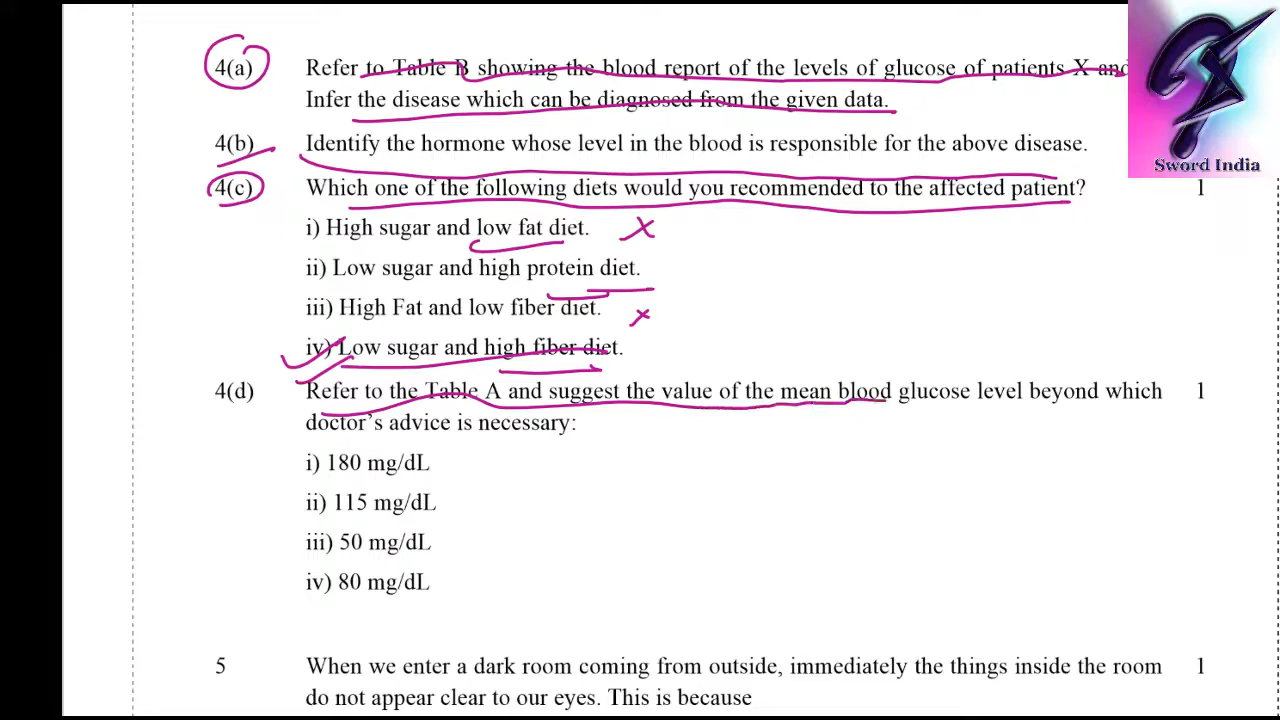 4(a) Refer to Table B showing the blood report of the levels of glucose of patients X and
Infer the disease which can be diagnosed from the given data.
4(b) Identify the hormone whose level in the blood is responsible for the above disease.
Sword India
4(c) Which one of the following diets would you recommended to the affected patient? 1
i) High sugar and low fat diet.
ii) Low sugar and high protein diet.
iii) High Fat and low fiber diet.
iv) Low sugar and high fiber diet.
4(d) Refer to the Table A and suggest the value of the mean blood glucose level beyond which 1
doctor's advice is necessary:
i) 180 mg/dL
ii) 115 mg/dL
iii) 50 mg/dL
iv) 80 mg/dL
5 When we enter a dark room coming from outside, immediately the things inside the room 1
do not appear clear to our eyes. This is because